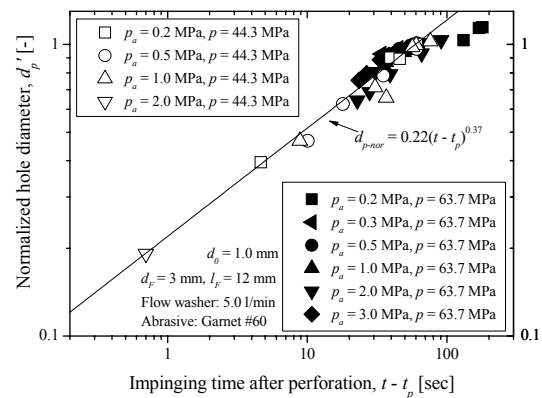 Normalized hole diameter, dₚ' [-]
1
0.1
1
0.1
pₐ = 0.2 MPa, p = 44.3 MPa
pₐ = 0.5 MPa, p = 44.3 MPa
pₐ = 1.0 MPa, p = 44.3 MPa
pₐ = 2.0 MPa, p = 44.3 MPa
d_{p-nor} = 0.22(t - tₚ)^{0.37}
pₐ = 0.2 MPa, p = 63.7 MPa
pₐ = 0.3 MPa, p = 63.7 MPa
pₐ = 0.5 MPa, p = 63.7 MPa
pₐ = 1.0 MPa, p = 63.7 MPa
pₐ = 2.0 MPa, p = 63.7 MPa
pₐ = 3.0 MPa, p = 63.7 MPa
d₀ = 1.0 mm
d_F = 3 mm, l_F = 12 mm
Flow washer: 5.0 l/min
Abrasive: Garnet #60
1 10 100
Impinging time after perforation, t - tₚ [sec]